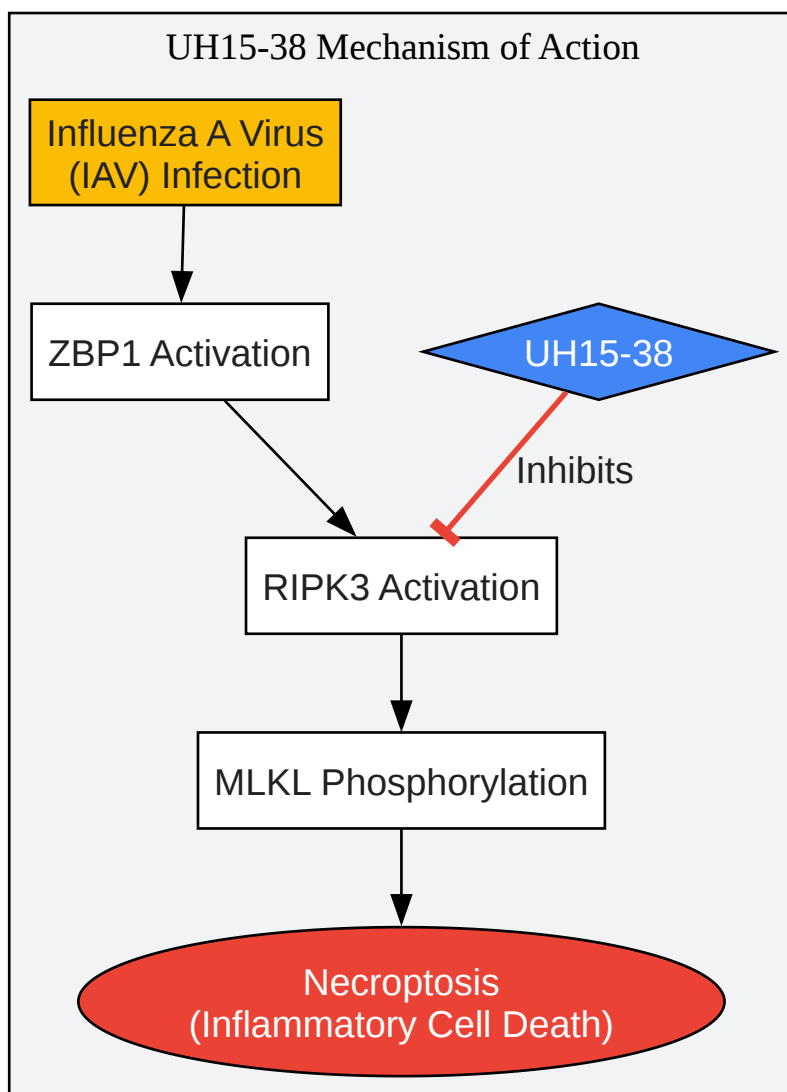 UH15-38 Mechanism of Action
Influenza A Virus
(IAV) Infection
ZBP1 Activation
UH15-38
Inhibits
RIPK3 Activation
MLKL Phosphorylation
Necroptosis
(Inflammatory Cell Death)